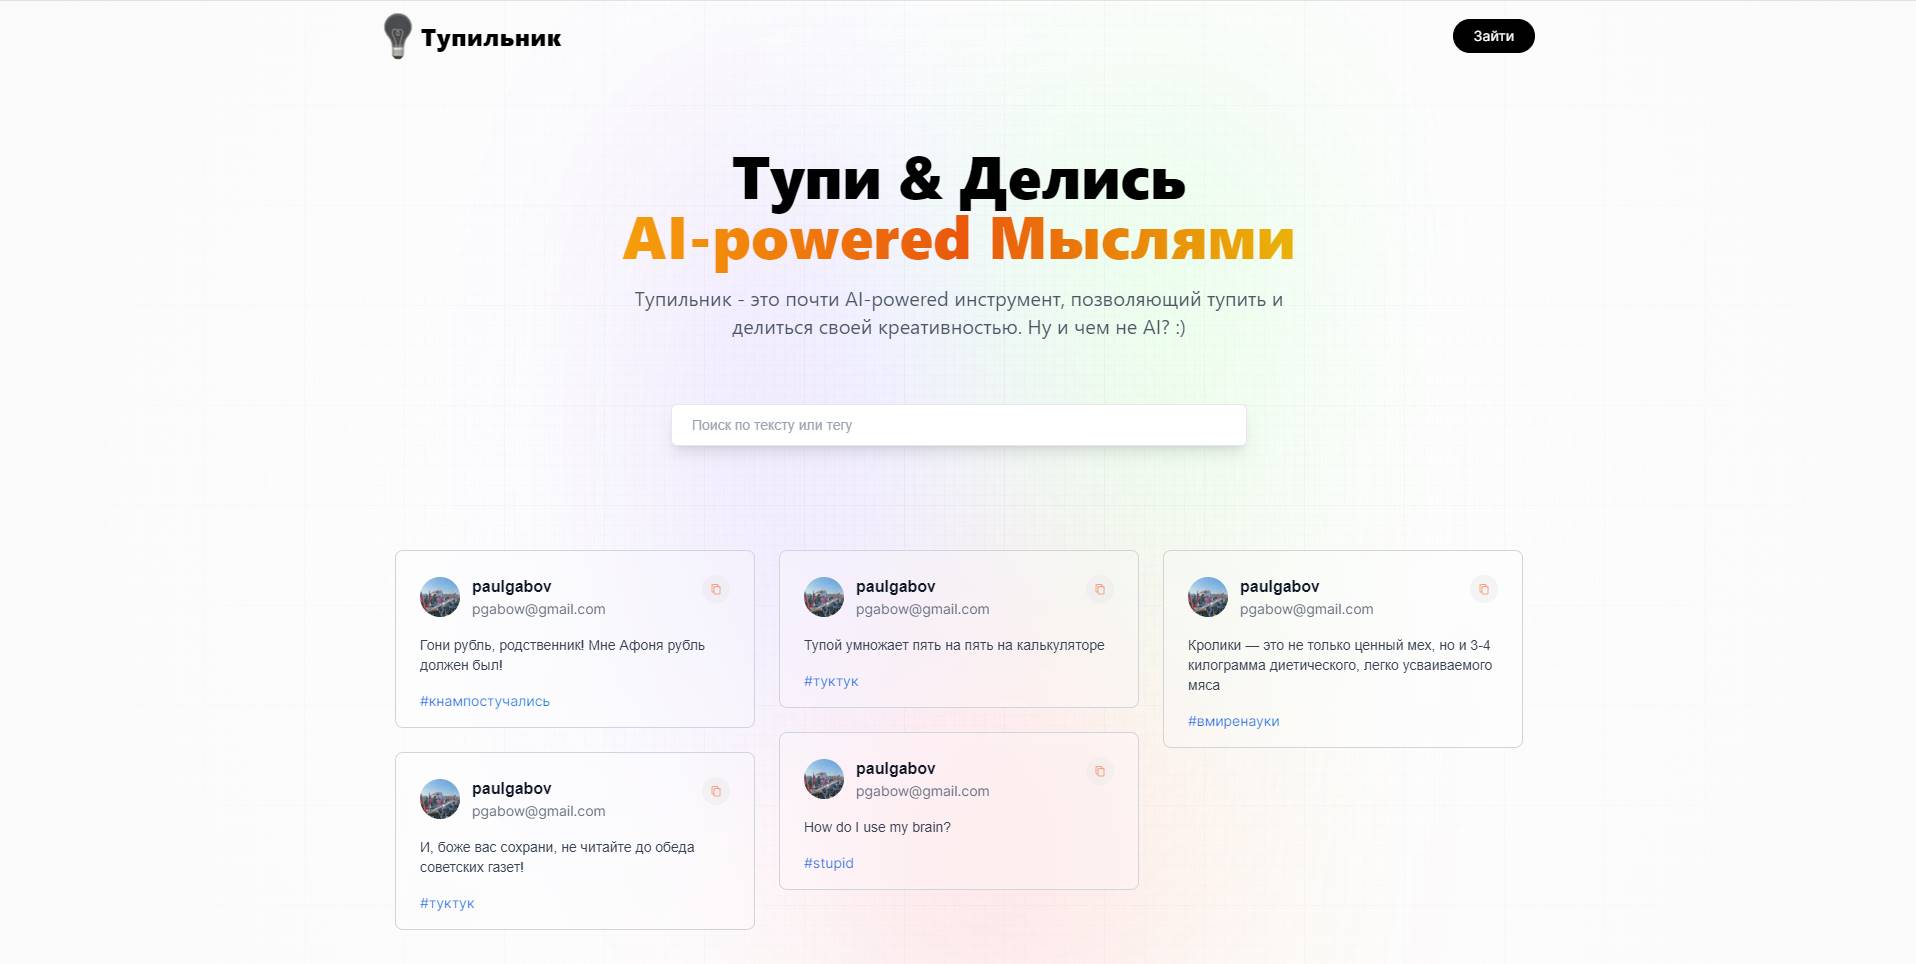 Тупильник
Зайти
Тупи & Делись
AI-powered Мыслями
Тупильник - это почти AI-powered инструмент, позволяющий тупить и
делиться своей креативностью. Ну и чем не AI? :)
Поиск по тексту или тегу
paulgabov
pgabow@gmail.com
Гони рубль, родственник! Мне Афоня рубль
должен был!
#кнампостучались
paulgabov
pgabow@gmail.com
И, боже вас сохрани, не читайте до обеда
советских газет!
#туктук
paulgabov
pgabow@gmail.com
Тупой умножает пять на пять на калькуляторе
#туктук
paulgabov
pgabow@gmail.com
How do I use my brain?
#stupid
paulgabov
pgabow@gmail.com
Кролики — это не только ценный мех, но и 3-4
килограмма диетического, легко усваиваемого
мяса
#вмиренауки